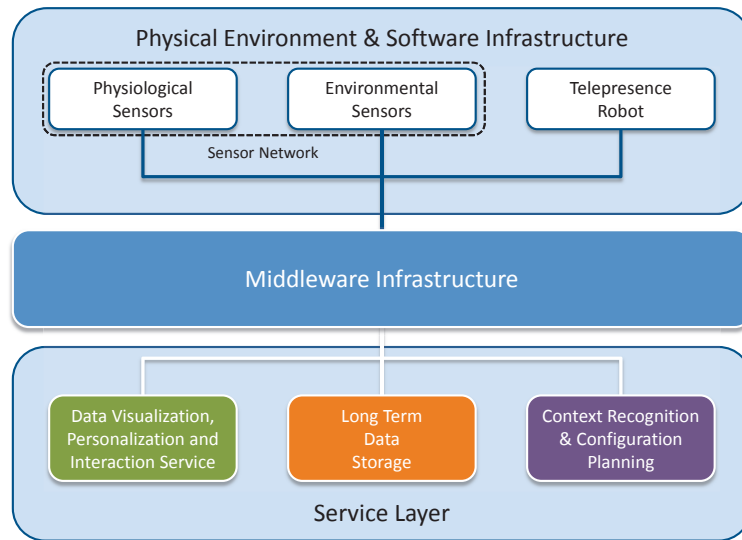 Physical Environment & Software Infrastructure
Physiological
Sensors
Environmental
Sensors
Telepresence
Robot
Sensor Network
Middleware Infrastructure
Data Visualization,
Personalization and
Interaction Service
Long Term
Data
Storage
Context Recognition
& Configuration
Planning
Service Layer